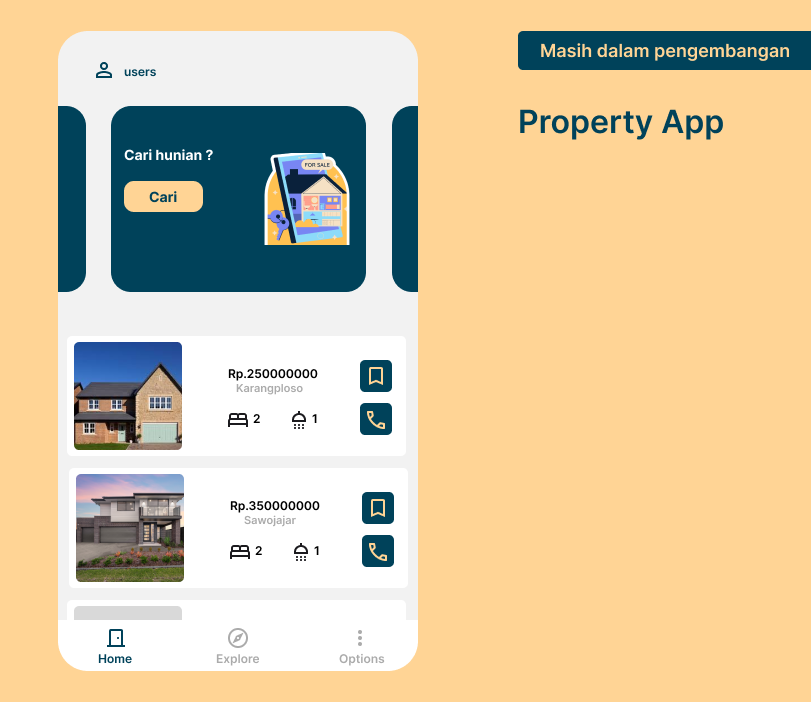 Masih dalam pengembangan
Property App
users
Cari hunian ?
Cari
FOR SALE
Rp.250000000
Karangploso
2
1
Rp.350000000
Sawojajar
2
1
Home
Explore
Options